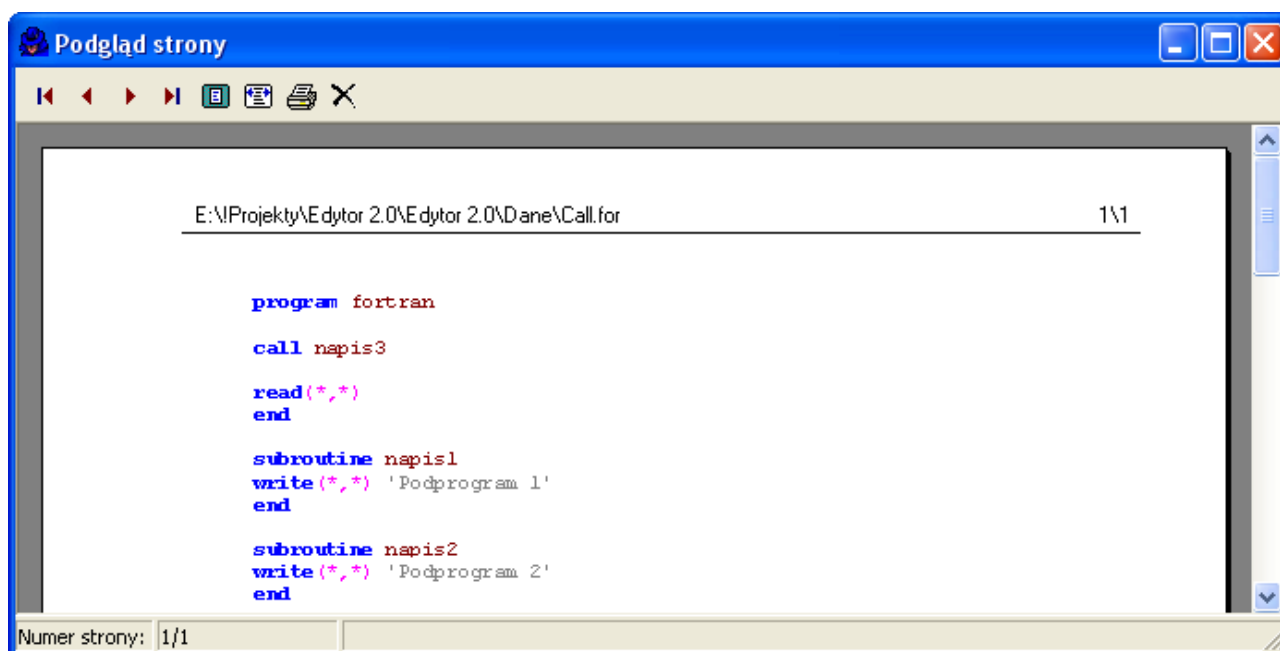 Podgląd strony
E:\!Projekty\Edytor 2.0\Edytor 2.0\Dane\Call.for 1\1
program fortran
call napis3
read(*,*)
end
subroutine napis1
write(*,*) 'Podprogram 1'
end
subroutine napis2
write(*,*) 'Podprogram 2'
end
Numer strony: 1/1